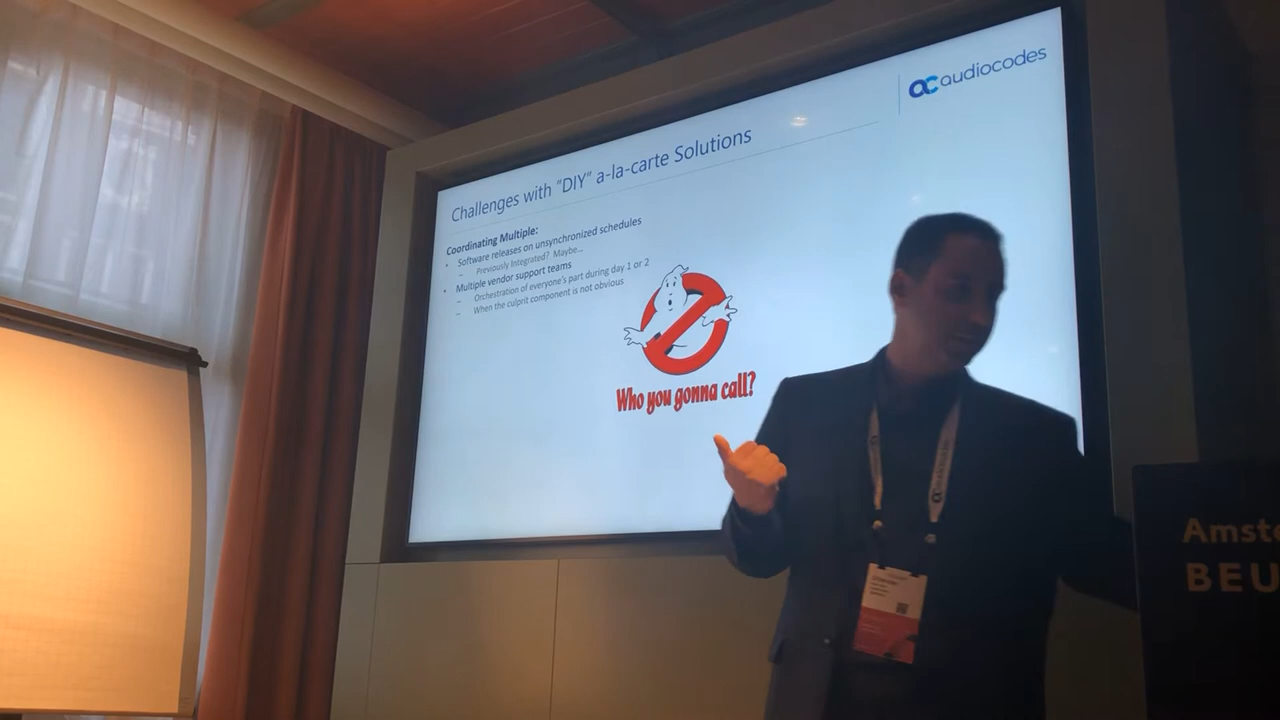 audiocodes
Challenges with "DIY" a-la-carte Solutions
Coordinating Multiple:
• Software releases on unsynchronized schedules
– Previously Integrated? Maybe...
• Multiple vendor support teams
– Orchestration of everyone's part during day 1 or 2
– When the culprit component is not obvious
Who you gonna call?
Amst
BEU